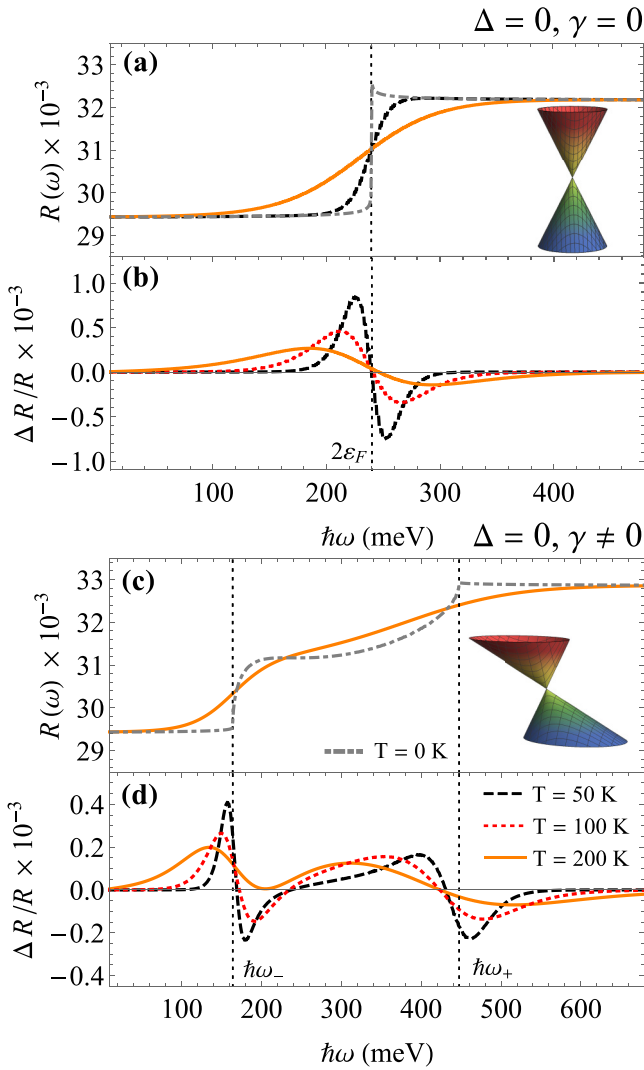 Δ = 0, γ = 0
(a)
33
32
31
30
29
R(ω) × 10⁻³
(b)
1.0
0.5
0.0
−0.5
−1.0
ΔR/R × 10⁻³
2εF
100 200 300 400
ℏω (meV)
Δ = 0, γ ≠ 0
(c)
33
32
31
30
29
R(ω) × 10⁻³
T = 0 K
(d)
0.4
0.2
0.0
−0.2
−0.4
ΔR/R × 10⁻³
T = 50 K
T = 100 K
T = 200 K
ℏω₋ ℏω₊
100 200 300 400 500 600
ℏω (meV)